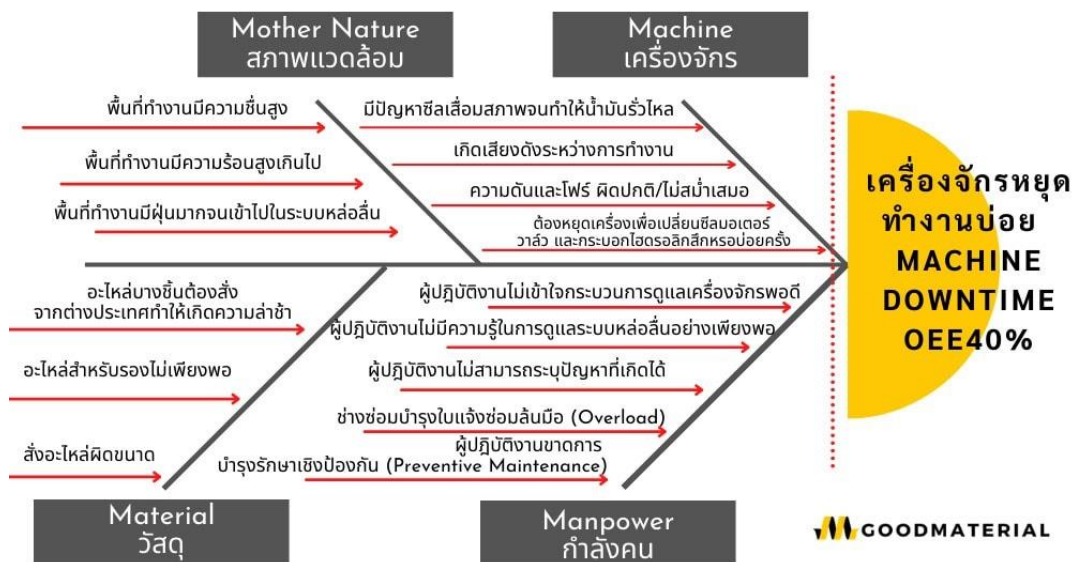 Mother Nature
สภาพแวดล้อม
Machine
เครื่องจักร
พื้นที่ทำงานมีความชื่นสูง
พื้นที่ทำงานมีความร้อนสูงเกินไป
พื้นที่ทำงานมีฝุ่นมากจนเข้าไปในระบบหล่อลื่น
มีปัญหาซีลเสื่อมสภาพจนทำให้น้ำมันรั่วไหล
เกิดเสียงดังระหว่างการทำงาน
ความดันและโฟร์ ผิดปกติ/ไม่สม่ำเสมอ
ต้องหยุดเครื่องเพื่อเปลี่ยนซีลมอเตอร์
วาล์ว และกระบอกไฮดรอลิกสึกหรอบ่อยครั้ง
เครื่องจักรหยุด
ทำงานบ่อย
MACHINE
DOWNTIME
OEE40%
อะไหล่บางชิ้นต้องสั่ง
จากต่างประเทศทำให้เกิดความล่าช้า
อะไหล่สำหรับรองไม่เพียงพอ
สั่งอะไหล่ผิดขนาด
ผู้ปฏิบัติงานไม่เข้าใจกระบวนการดูแลเครื่องจักรพอดี
ผู้ปฏิบัติงานไม่มีความรู้ในการดูแลระบบหล่อลื่นอย่างเพียงพอ
ผู้ปฏิบัติงานไม่สามารถระบุปัญหาที่เกิดได้
ช่างซ่อมบำรุงใบแจ้งซ่อมล้นมือ (Overload)
ผู้ปฏิบัติงานขาดการ
บำรุงรักษาเชิงป้องกัน (Preventive Maintenance)
Material
วัสดุ
Manpower
กำลังคน
GOODMATERIAL